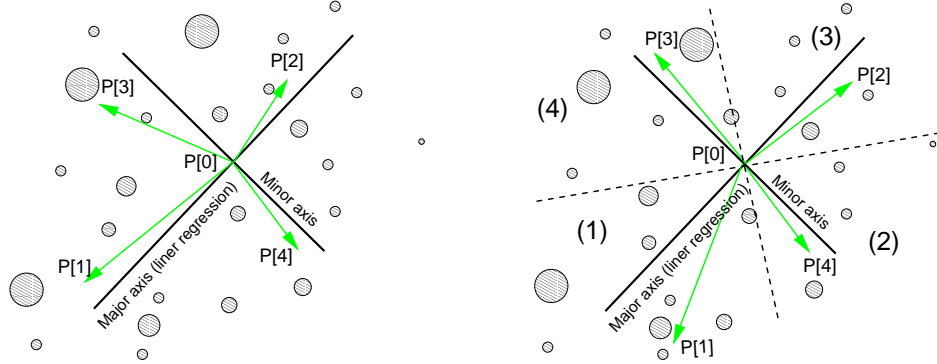 P[2]
P[3]
P[0]
Minor axis
Major axis (liner regression)
P[1]
P[4]
(3)
P[3]
P[2]
(4)
P[0]
Minor axis
Major axis (liner regression)
(1)
(2)
P[4]
P[1]